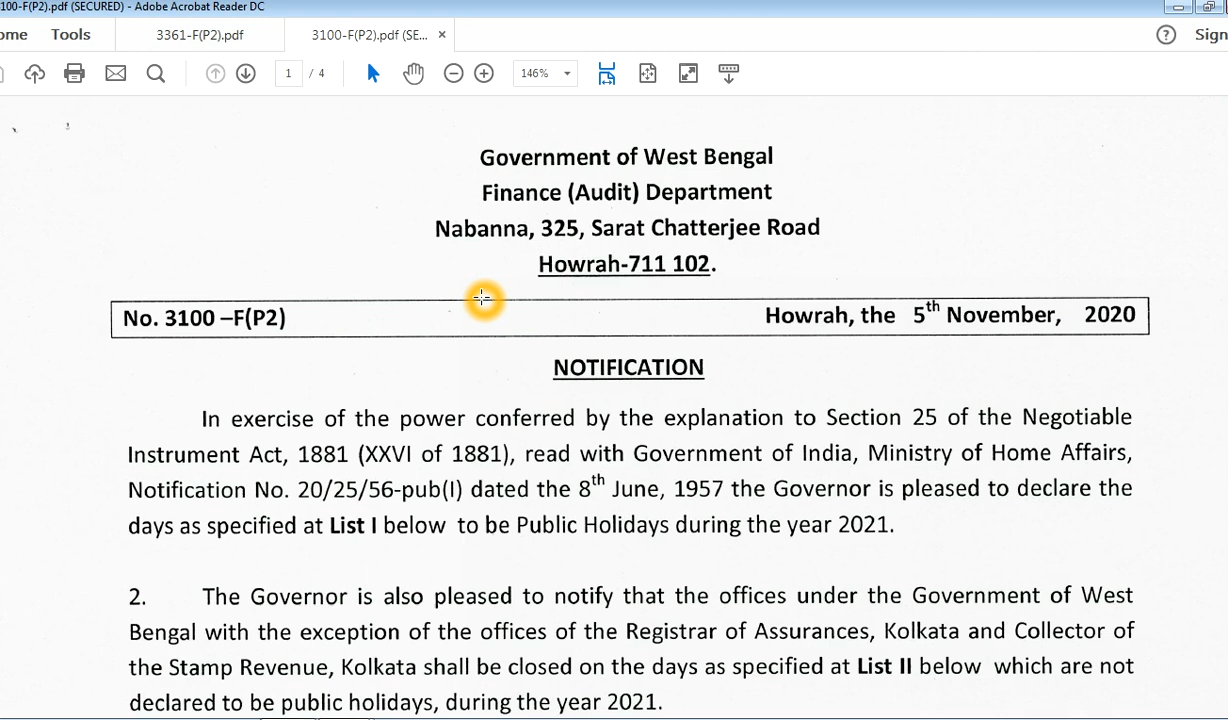 100-F(P2).pdf (SECURED) - Adobe Acrobat Reader DC
ome Tools 3361-F(P2).pdf 3100-F(P2).pdf (SE... × ? Sign
1 / 4 146%
Government of West Bengal
Finance (Audit) Department
Nabanna, 325, Sarat Chatterjee Road
Howrah-711 102.
No. 3100 –F(P2) Howrah, the 5th November, 2020
NOTIFICATION
In exercise of the power conferred by the explanation to Section 25 of the Negotiable
Instrument Act, 1881 (XXVI of 1881), read with Government of India, Ministry of Home Affairs,
Notification No. 20/25/56-pub(I) dated the 8th June, 1957 the Governor is pleased to declare the
days as specified at List I below to be Public Holidays during the year 2021.
2. The Governor is also pleased to notify that the offices under the Government of West
Bengal with the exception of the offices of the Registrar of Assurances, Kolkata and Collector of
the Stamp Revenue, Kolkata shall be closed on the days as specified at List II below which are not
declared to be public holidays, during the year 2021.